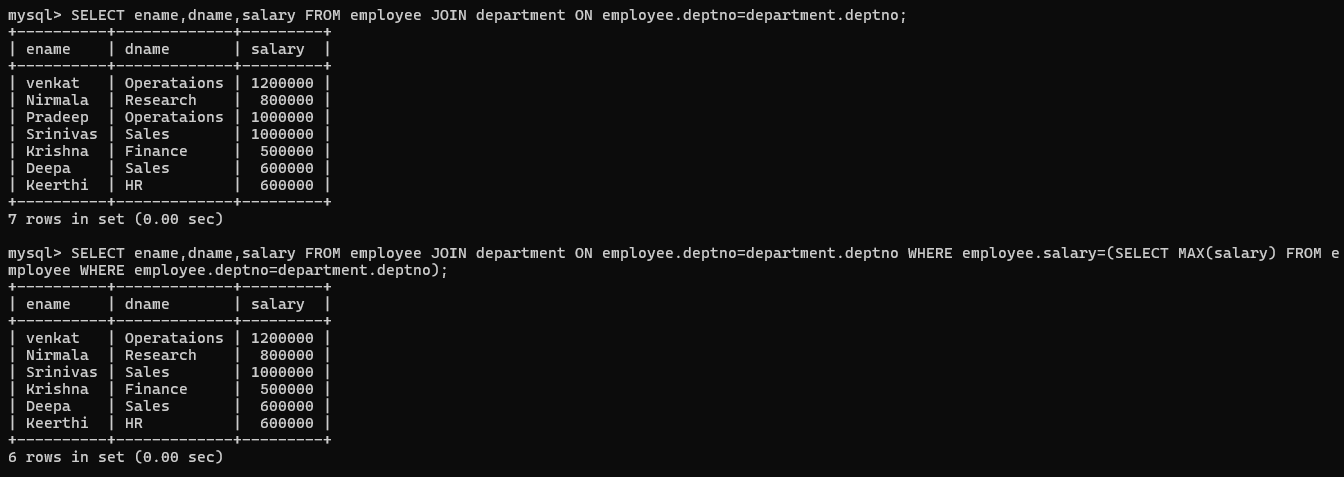 mysql> SELECT ename,dname,salary FROM employee JOIN department ON employee.deptno=department.deptno;
+----------+-------------+---------+
| ename    | dname       | salary  |
+----------+-------------+---------+
| venkat   | Operataions | 1200000 |
| Nirmala  | Research    |  800000 |
| Pradeep  | Operataions | 1000000 |
| Srinivas | Sales       | 1000000 |
| Krishna  | Finance     |  500000 |
| Deepa    | Sales       |  600000 |
| Keerthi  | HR          |  600000 |
+----------+-------------+---------+
7 rows in set (0.00 sec)
mysql> SELECT ename,dname,salary FROM employee JOIN department ON employee.deptno=department.deptno WHERE employee.salary=(SELECT MAX(salary) FROM e
mployee WHERE employee.deptno=department.deptno);
+----------+-------------+---------+
| ename    | dname       | salary  |
+----------+-------------+---------+
| venkat   | Operataions | 1200000 |
| Nirmala  | Research    |  800000 |
| Srinivas | Sales       | 1000000 |
| Krishna  | Finance     |  500000 |
| Deepa    | Sales       |  600000 |
| Keerthi  | HR          |  600000 |
+----------+-------------+---------+
6 rows in set (0.00 sec)